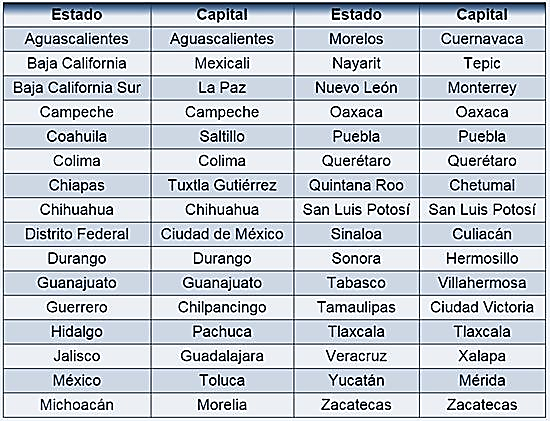 Estado Capital Estado Capital
Aguascalientes Aguascalientes Morelos Cuernavaca
Baja California Mexicali Nayarit Tepic
Baja California Sur La Paz Nuevo León Monterrey
Campeche Campeche Oaxaca Oaxaca
Coahuila Saltillo Puebla Puebla
Colima Colima Querétaro Querétaro
Chiapas Tuxtla Gutiérrez Quintana Roo Chetumal
Chihuahua Chihuahua San Luis Potosí San Luis Potosí
Distrito Federal Ciudad de México Sinaloa Culiacán
Durango Durango Sonora Hermosillo
Guanajuato Guanajuato Tabasco Villahermosa
Guerrero Chilpancingo Tamaulipas Ciudad Victoria
Hidalgo Pachuca Tlaxcala Tlaxcala
Jalisco Guadalajara Veracruz Xalapa
México Toluca Yucatán Mérida
Michoacán Morelia Zacatecas Zacatecas